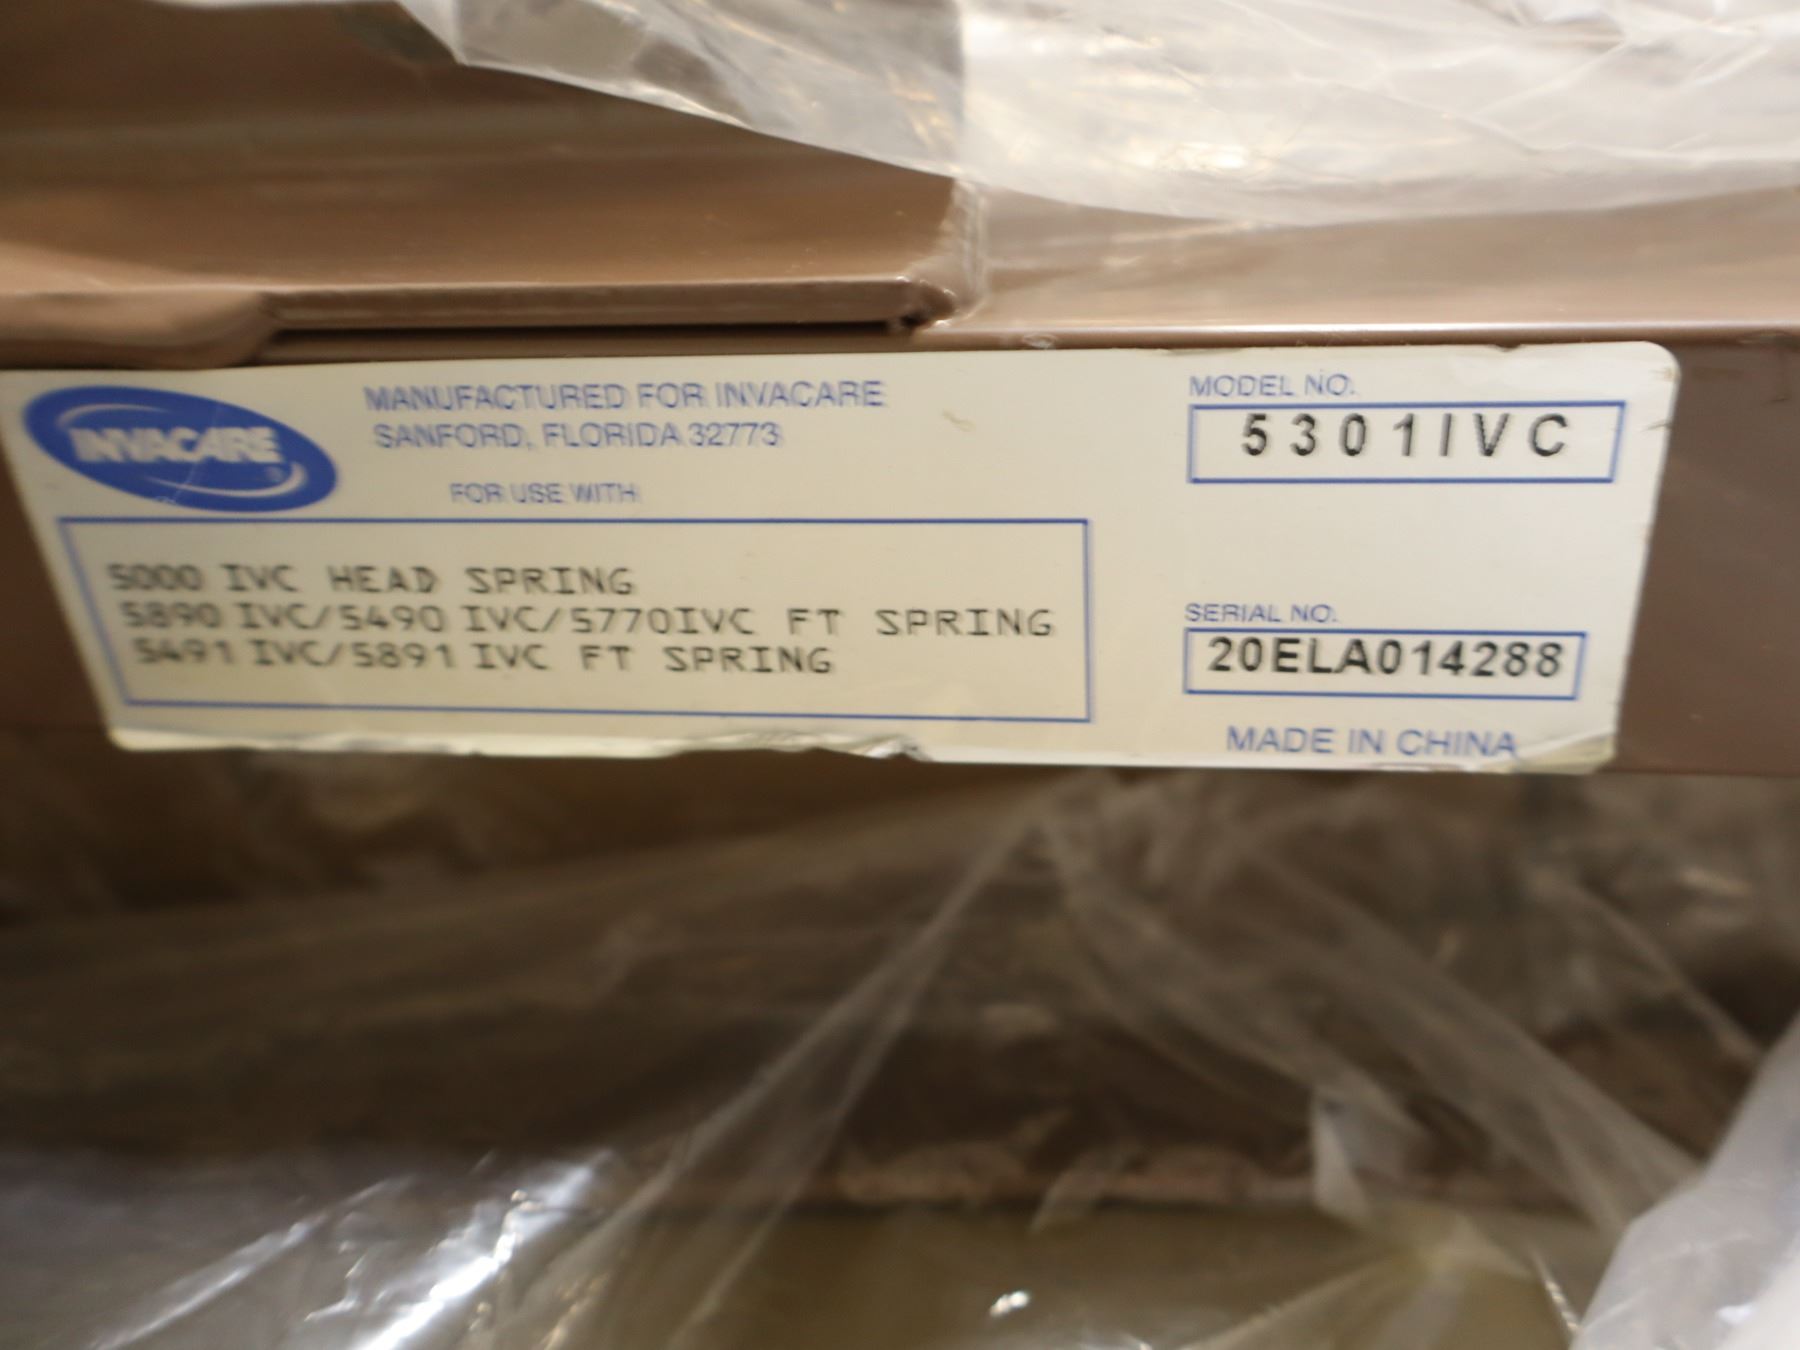 INVACARE ®
MANUFACTURED FOR INVACARE
SANFORD, FLORIDA 32773
FOR USE WITH
5000 IVC HEAD SPRING
5890 IVC/5490 IVC/5770IVC FT SPRING
5491 IVC/5891 IVC FT SPRING
MODEL NO.
5301IVC
SERIAL NO.
20ELA014288
MADE IN CHINA